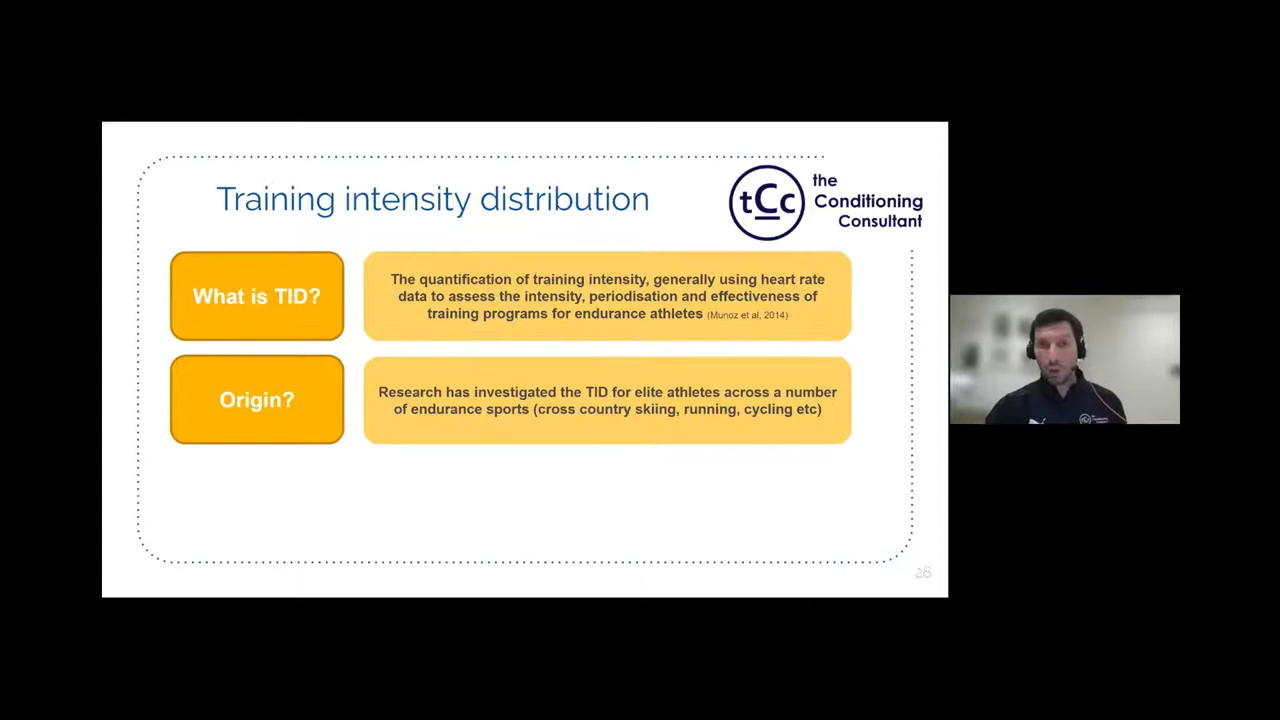 Training intensity distribution
tCc
the
Conditioning
Consultant
What is TID?
The quantification of training intensity, generally using heart rate
data to assess the intensity, periodisation and effectiveness of
training programs for endurance athletes (Munoz et al, 2014)
Origin?
Research has investigated the TID for elite athletes across a number
of endurance sports (cross country skiing, running, cycling etc)
28